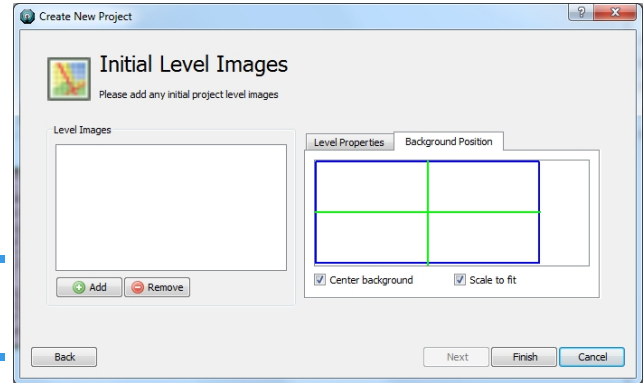 Create New Project
Initial Level Images
Please add any initial project level images
Level Images
Level Properties
Background Position
Center background
Scale to fit
Add
Remove
Back
Next
Finish
Cancel